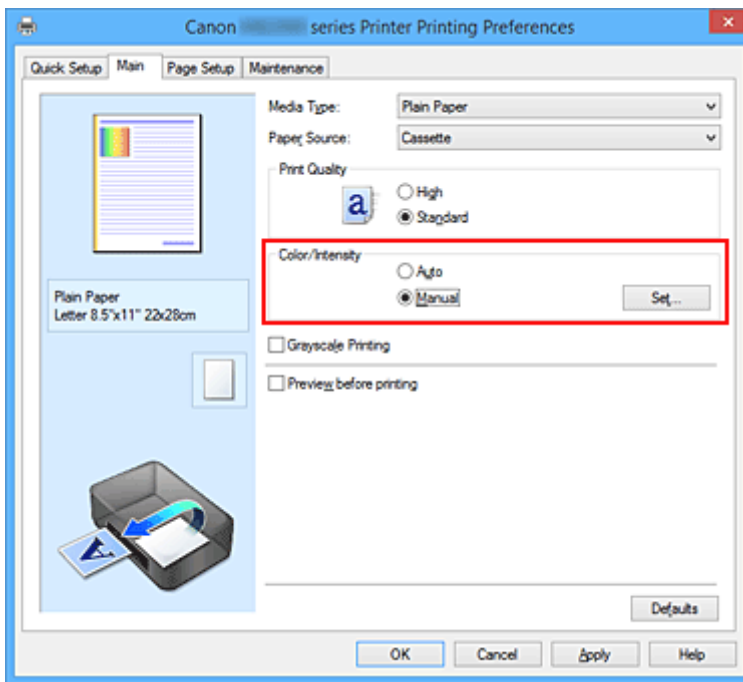 Canon series Printer Printing Preferences
Quick Setup Main Page Setup Maintenance
Media Type: Plain Paper
Paper Source: Cassette
Print Quality
High
Standard
Color/Intensity
Auto
Manual Set...
Plain Paper
Letter 8.5"x11" 22x28cm
Grayscale Printing
Preview before printing
Defaults
OK Cancel Apply Help
a
A